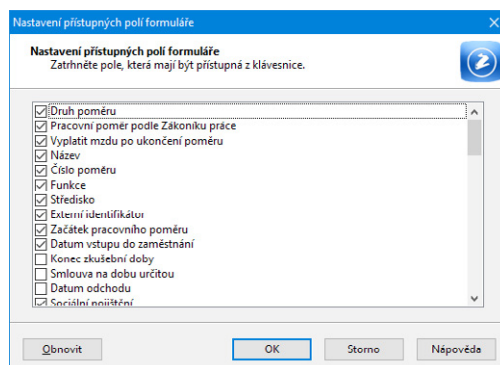 Nastavení přístupných polí formuláře
Nastavení přístupných polí formuláře
Zatrhněte pole, která mají být přístupná z klávesnice.
Druh poměru
Pracovní poměr podle Zákoníku práce
Vyplatit mzdu po ukončení poměru
Název
Číslo poměru
Funkce
Středisko
Externí identifikátor
Začátek pracovního poměru
Datum vstupu do zaměstnání
Konec zkušební doby
Smlouva na dobu určitou
Datum odchodu
Sociální pojištění
Obnovit
OK
Storno
Nápověda